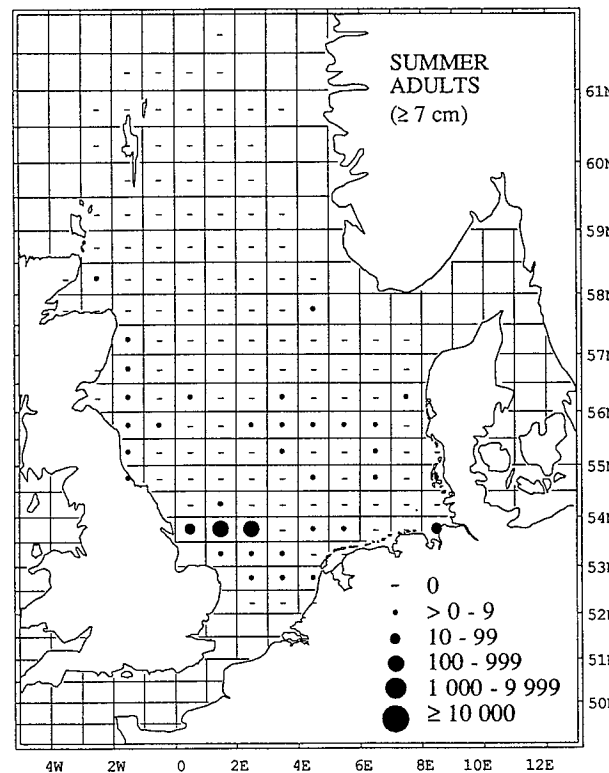 SUMMER
ADULTS
(≥ 7 cm)
61N
59N
58N
57N
56N
55N
54N
53N
52N
51N
50N
- 0
> 0 - 9
10 - 99
100 - 999
1 000 - 9 999
≥ 10 000
4W 2W 0 2E 4E 6E 8E 10E 12E